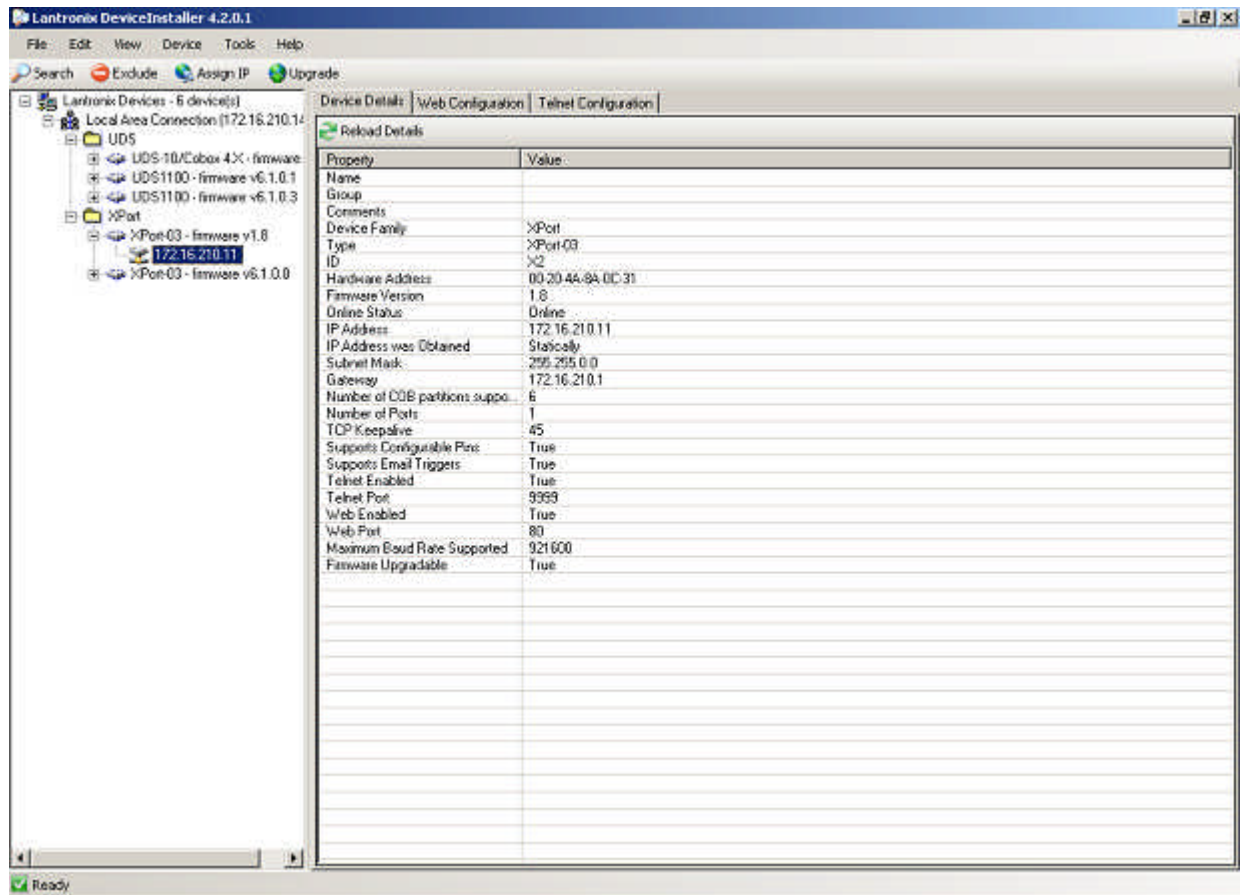 Lantronix DeviceInstaller 4.2.0.1
File Edit View Device Tools Help
Search Exclude Assign IP Upgrade
Lantronix Devices - 6 device(s)
Local Area Connection (172.16.210.14
UDS
UDS-10/Cobox 4.X - firmware
UDS1100 - firmware v6.1.0.1
UDS1100 - firmware v6.1.0.3
XPort
XPort-03 - firmware v1.8
172.16.210.11
XPort-03 - firmware v6.1.0.0
Device Details Web Configuration Telnet Configuration
Reload Details
Property Value
Name
Group
Comments
Device Family XPort
Type XPort-03
ID X2
Hardware Address 00-20-4A-8A-0C-31
Firmware Version 1.8
Online Status Online
IP Address 172.16.210.11
IP Address was Obtained Statically
Subnet Mask 255.255.0.0
Gateway 172.16.210.1
Number of COB partitions suppo... 6
Number of Ports 1
TCP Keepalive 45
Supports Configurable Pins True
Supports Email Triggers True
Telnet Enabled True
Telnet Port 9999
Web Enabled True
Web Port 80
Maximum Baud Rate Supported 921600
Firmware Upgradable True
Ready